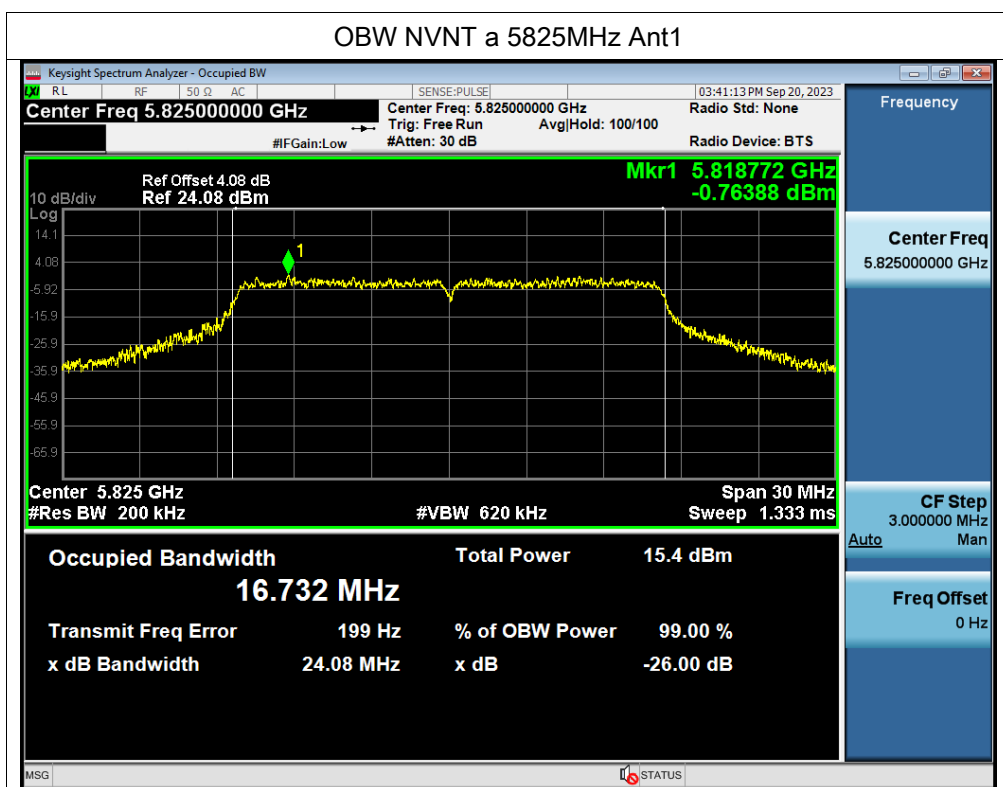 OBW NVNT a 5825MHz Ant1
Keysight Spectrum Analyzer - Occupied BW
LXI RL RF 50 Ω AC SENSE:PULSE 03:41:13 PM Sep 20, 2023
Center Freq 5.825000000 GHz Center Freq: 5.825000000 GHz Radio Std: None
Trig: Free Run Avg|Hold: 100/100
#IFGain:Low #Atten: 30 dB Radio Device: BTS
Frequency
Mkr1 5.818772 GHz
-0.76388 dBm
Ref Offset 4.08 dB
10 dB/div Ref 24.08 dBm
Log
14.1
1
4.08
-5.92
-15.9
-25.9
-35.9
-45.9
-55.9
-65.9
Center 5.825 GHz Span 30 MHz
#Res BW 200 kHz #VBW 620 kHz Sweep 1.333 ms
Center Freq
5.825000000 GHz
CF Step
3.000000 MHz
Auto Man
Freq Offset
0 Hz
Occupied Bandwidth Total Power 15.4 dBm
16.732 MHz
Transmit Freq Error 199 Hz % of OBW Power 99.00 %
x dB Bandwidth 24.08 MHz x dB -26.00 dB
MSG STATUS